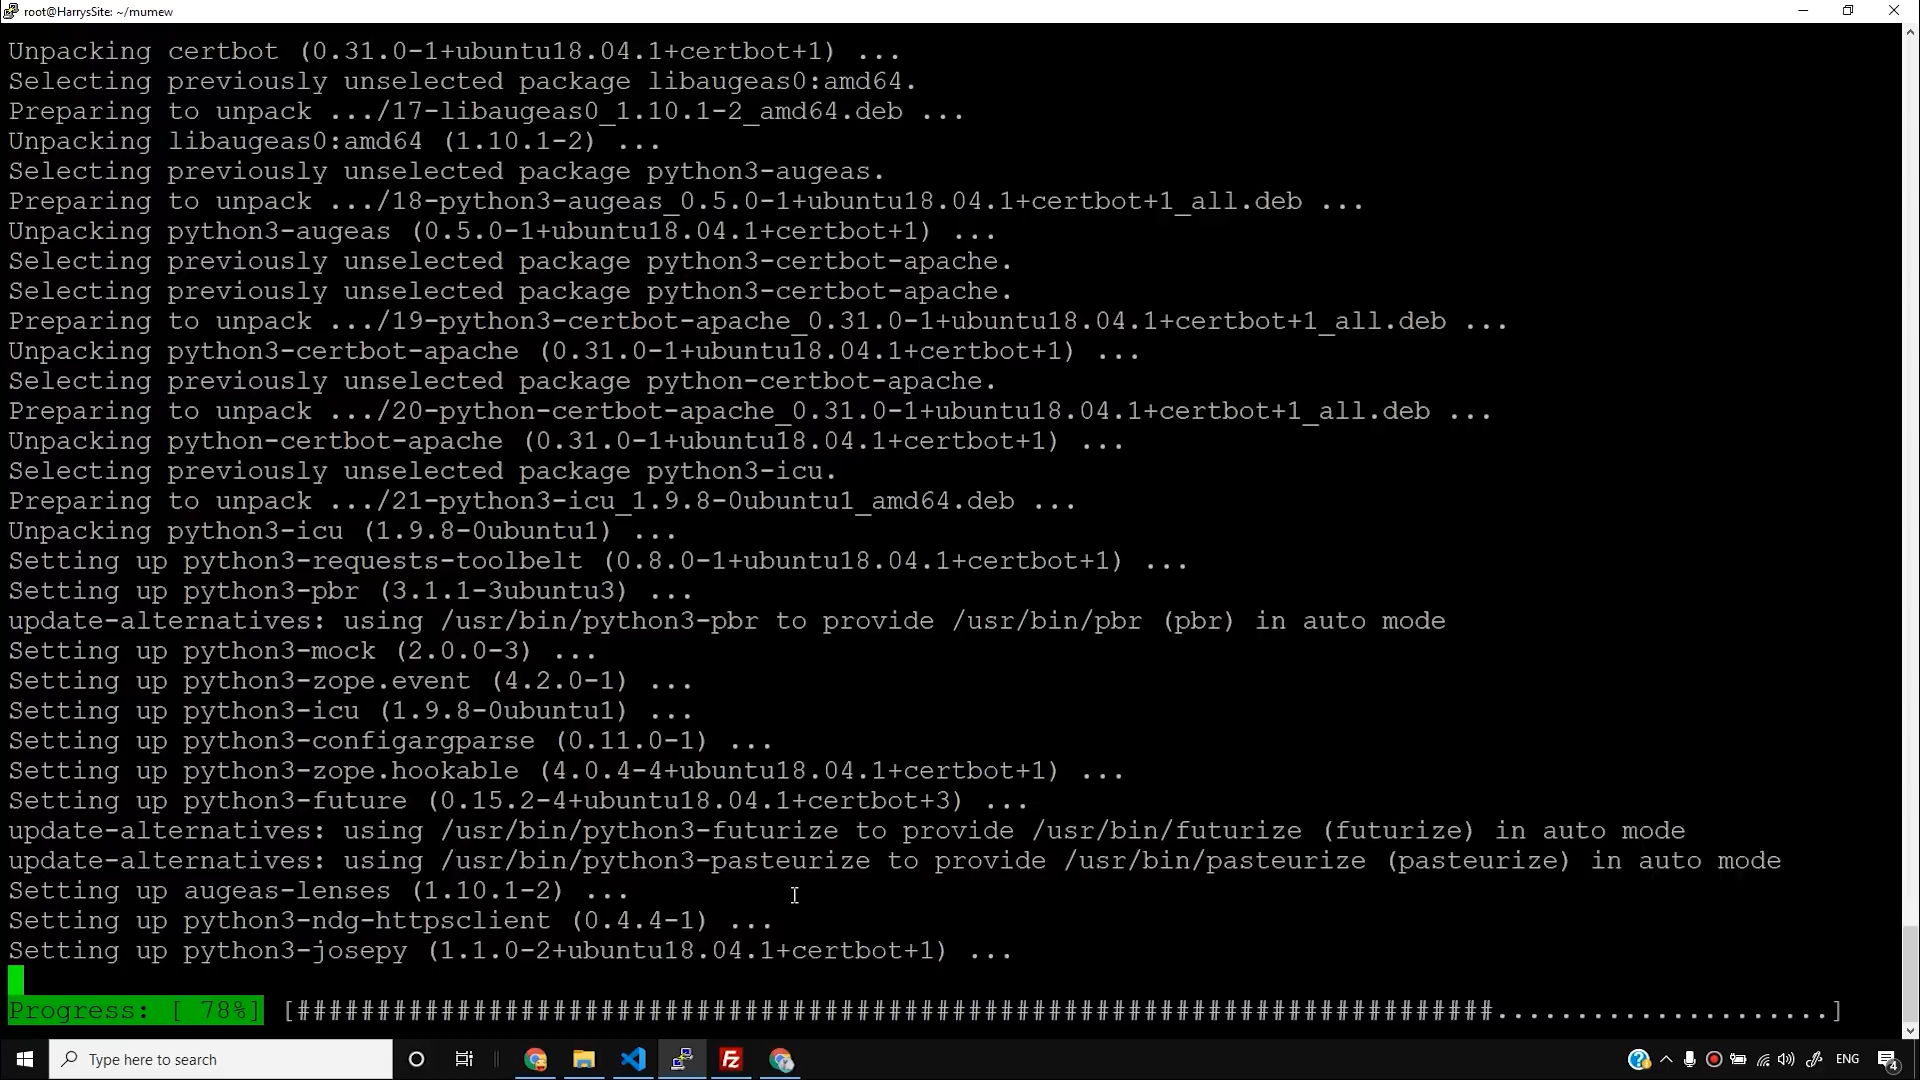 root@HarrysSite: ~/mumew
Unpacking certbot (0.31.0-1+ubuntu18.04.1+certbot+1) ...
Selecting previously unselected package libaugeas0:amd64.
Preparing to unpack .../17-libaugeas0_1.10.1-2_amd64.deb ...
Unpacking libaugeas0:amd64 (1.10.1-2) ...
Selecting previously unselected package python3-augeas.
Preparing to unpack .../18-python3-augeas_0.5.0-1+ubuntu18.04.1+certbot+1_all.deb ...
Unpacking python3-augeas (0.5.0-1+ubuntu18.04.1+certbot+1) ...
Selecting previously unselected package python3-certbot-apache.
Selecting previously unselected package python3-certbot-apache.
Preparing to unpack .../19-python3-certbot-apache_0.31.0-1+ubuntu18.04.1+certbot+1_all.deb ...
Unpacking python3-certbot-apache (0.31.0-1+ubuntu18.04.1+certbot+1) ...
Selecting previously unselected package python-certbot-apache.
Preparing to unpack .../20-python-certbot-apache_0.31.0-1+ubuntu18.04.1+certbot+1_all.deb ...
Unpacking python-certbot-apache (0.31.0-1+ubuntu18.04.1+certbot+1) ...
Selecting previously unselected package python3-icu.
Preparing to unpack .../21-python3-icu_1.9.8-0ubuntu1_amd64.deb ...
Unpacking python3-icu (1.9.8-0ubuntu1) ...
Setting up python3-requests-toolbelt (0.8.0-1+ubuntu18.04.1+certbot+1) ...
Setting up python3-pbr (3.1.1-3ubuntu3) ...
update-alternatives: using /usr/bin/python3-pbr to provide /usr/bin/pbr (pbr) in auto mode
Setting up python3-mock (2.0.0-3) ...
Setting up python3-zope.event (4.2.0-1) ...
Setting up python3-icu (1.9.8-0ubuntu1) ...
Setting up python3-configargparse (0.11.0-1) ...
Setting up python3-zope.hookable (4.0.4-4+ubuntu18.04.1+certbot+1) ...
Setting up python3-future (0.15.2-4+ubuntu18.04.1+certbot+3) ...
update-alternatives: using /usr/bin/python3-futurize to provide /usr/bin/futurize (futurize) in auto mode
update-alternatives: using /usr/bin/python3-pasteurize to provide /usr/bin/pasteurize (pasteurize) in auto mode
Setting up augeas-lenses (1.10.1-2) ...
Setting up python3-ndg-httpsclient (0.4.4-1) ...
Setting up python3-josepy (1.1.0-2+ubuntu18.04.1+certbot+1) ...
Progress: [ 78%] [###########################################################################.....................]
Type here to search
ENG
4